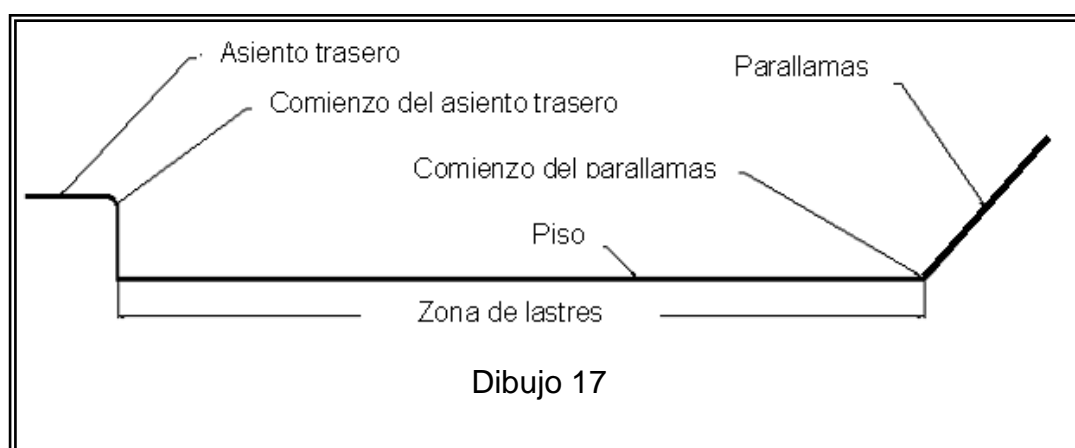 Asiento trasero
Parallamas
Comienzo del asiento trasero
Comienzo del parallamas
Piso
Zona de lastres
Dibujo 17